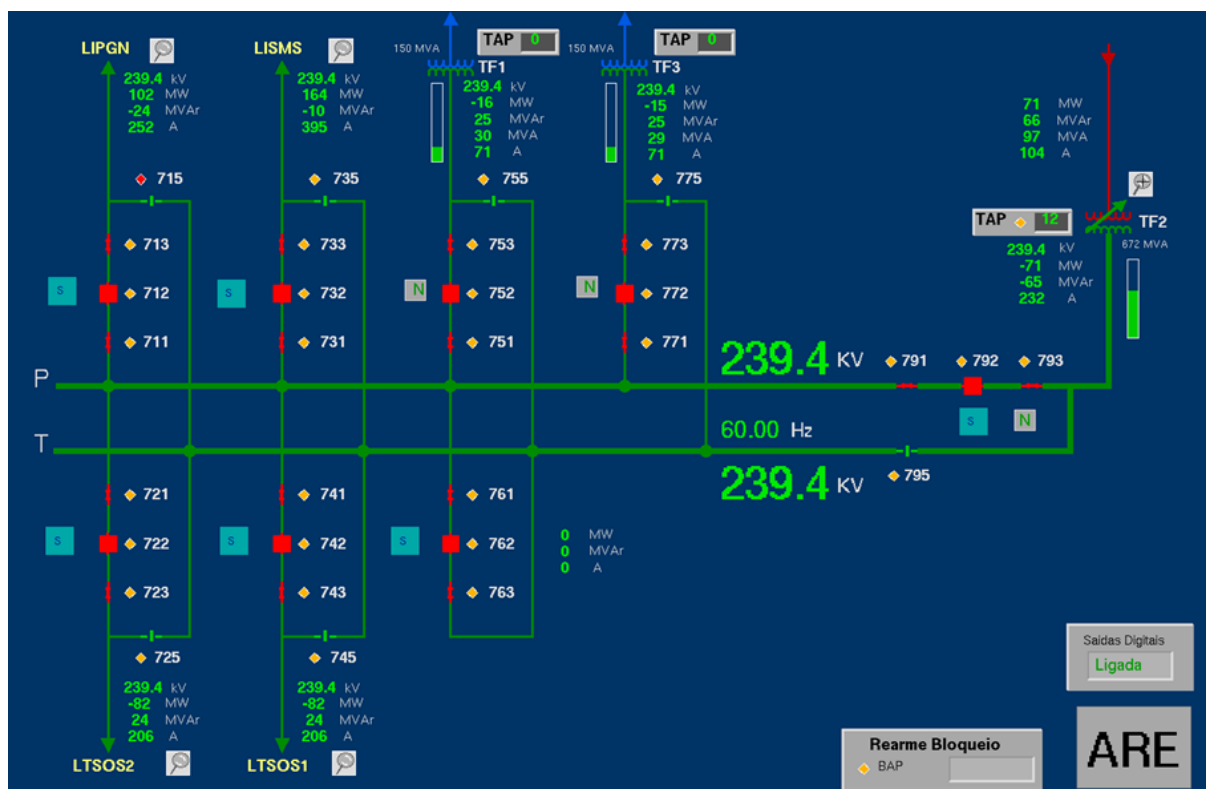 LIPGN
239.4 kV
102 MW
-24 MVAr
252 A
LISMS
239.4 kV
164 MW
-10 MVAr
395 A
150 MVA
TAP 0
TF1
239.4 kV
-16 MW
25 MVAr
30 MVA
71 A
150 MVA
TAP 0
TF3
239.4 kV
-15 MW
25 MVAr
29 MVA
71 A
71 MW
66 MVAr
97 MVA
104 A
715
735
755
775
TAP 12
TF2
672 MVA
239.4 kV
-71 MW
-65 MVAr
232 A
713
733
753
773
S 712
S 732
N 752
N 772
711
731
751
771
239.4 KV
791
792
793
P
S
N
60.00 Hz
T
239.4 KV
795
721
741
761
S 722
S 742
S 762
0 MW
0 MVAr
0 A
723
743
763
725
745
239.4 kV
-82 MW
24 MVAr
206 A
LTSOS2
239.4 kV
-82 MW
24 MVAr
206 A
LTSOS1
Saídas Digitais
Ligada
Rearme Bloqueio
BAP
ARE